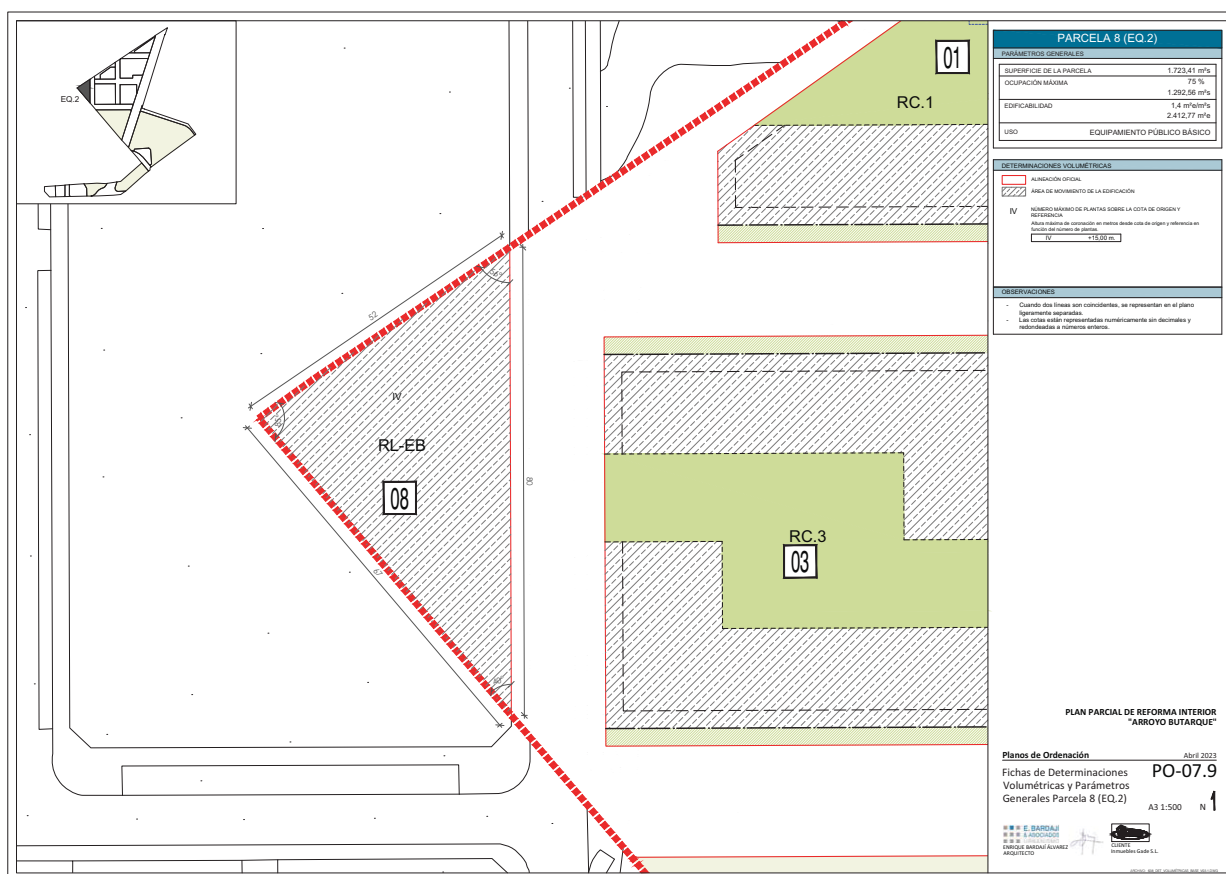 EQ.2
01
RC.1
56°
52
85°
IV
RL-EB
08
80
40°
RC.3
03
PARCELA 8 (EQ.2)
PARÁMETROS GENERALES
SUPERFICIE DE LA PARCELA 1.723,41 m²s
OCUPACIÓN MÁXIMA 75 %
1.292,56 m²s
EDIFICABILIDAD 1,4 m²e/m²s
2.412,77 m²e
USO EQUIPAMIENTO PÚBLICO BÁSICO
DETERMINACIONES VOLUMÉTRICAS
ALINEACIÓN OFICIAL
ÁREA DE MOVIMIENTO DE LA EDIFICACIÓN
IV NÚMERO MÁXIMO DE PLANTAS SOBRE LA COTA DE ORIGEN Y
REFERENCIA
Altura máxima de coronación en metros desde cota de origen y referencia en
función del número de plantas.
IV +15,00 m.
OBSERVACIONES
- Cuando dos líneas son coincidentes, se representan en el plano
ligeramente separadas.
- Las cotas están representadas numéricamente sin decimales y
redondeadas a números enteros.
PLAN PARCIAL DE REFORMA INTERIOR
"ARROYO BUTARQUE"
Planos de Ordenación Abril 2023
Fichas de Determinaciones PO-07.9
Volumétricas y Parámetros
Generales Parcela 8 (EQ.2) A3 1:500 N
E. BARDAJÍ
& ASOCIADOS
ENRIQUE BARDAJÍ ÁLVAREZ
ARQUITECTO
CLIENTE
Inmuebles Gade S.L.